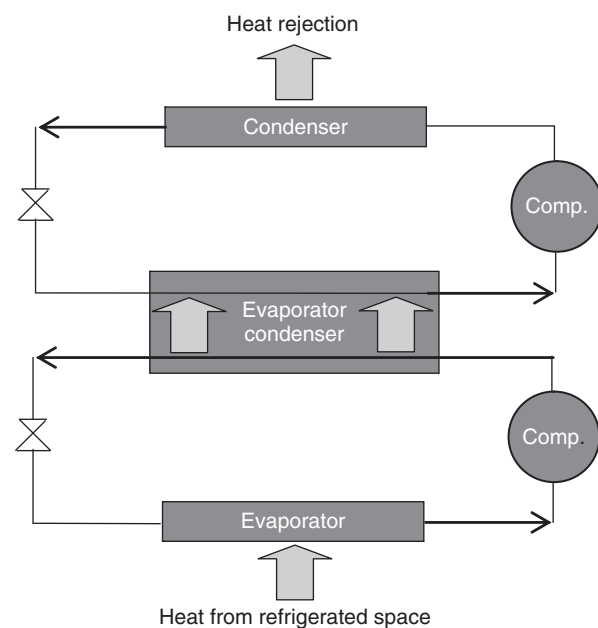 Heat rejection
Condenser
Comp.
Evaporator
condenser
Comp.
Evaporator
Heat from refrigerated space